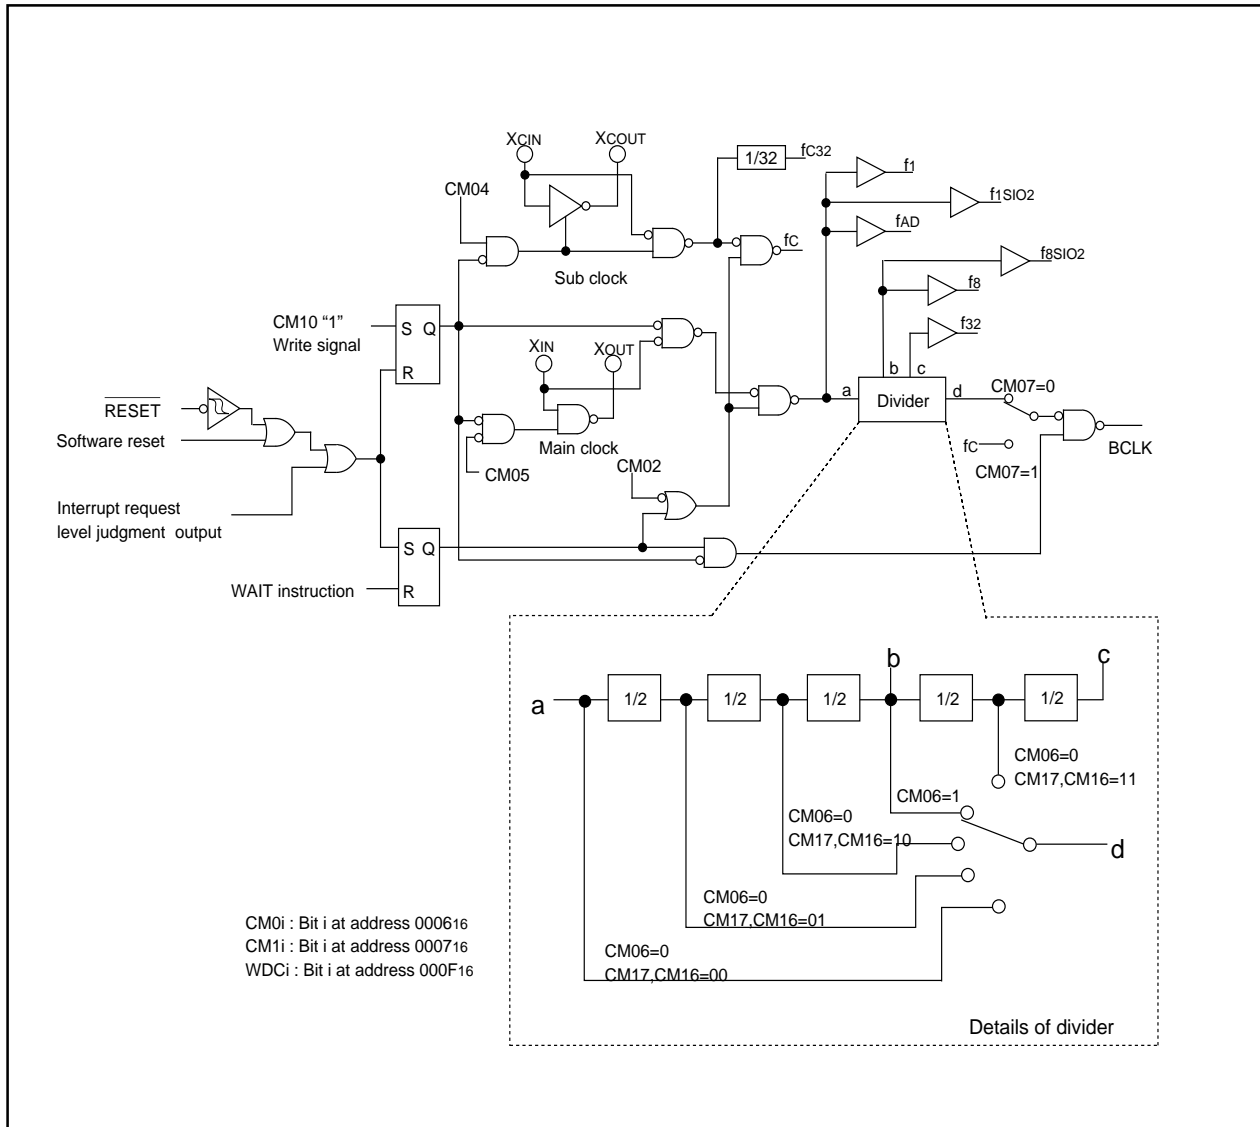 XCIN
XCOUT
1/32
fC32
f1
CM04
f1SIO2
fAD
fC
Sub clock
f8SIO2
f8
CM10 “1”
Write signal
S Q
R
XIN
XOUT
f32
b c
a
Divider
d
CM07=0
RESET
Software reset
Main clock
fC
BCLK
CM05
CM02
CM07=1
Interrupt request
level judgment output
S Q
R
WAIT instruction
b
c
a
1/2
1/2
1/2
1/2
1/2
CM06=0
CM17,CM16=11
CM06=1
CM06=0
CM17,CM16=10
d
CM06=0
CM17,CM16=01
CM06=0
CM17,CM16=00
CM0i : Bit i at address 000616
CM1i : Bit i at address 000716
WDCi : Bit i at address 000F16
Details of divider